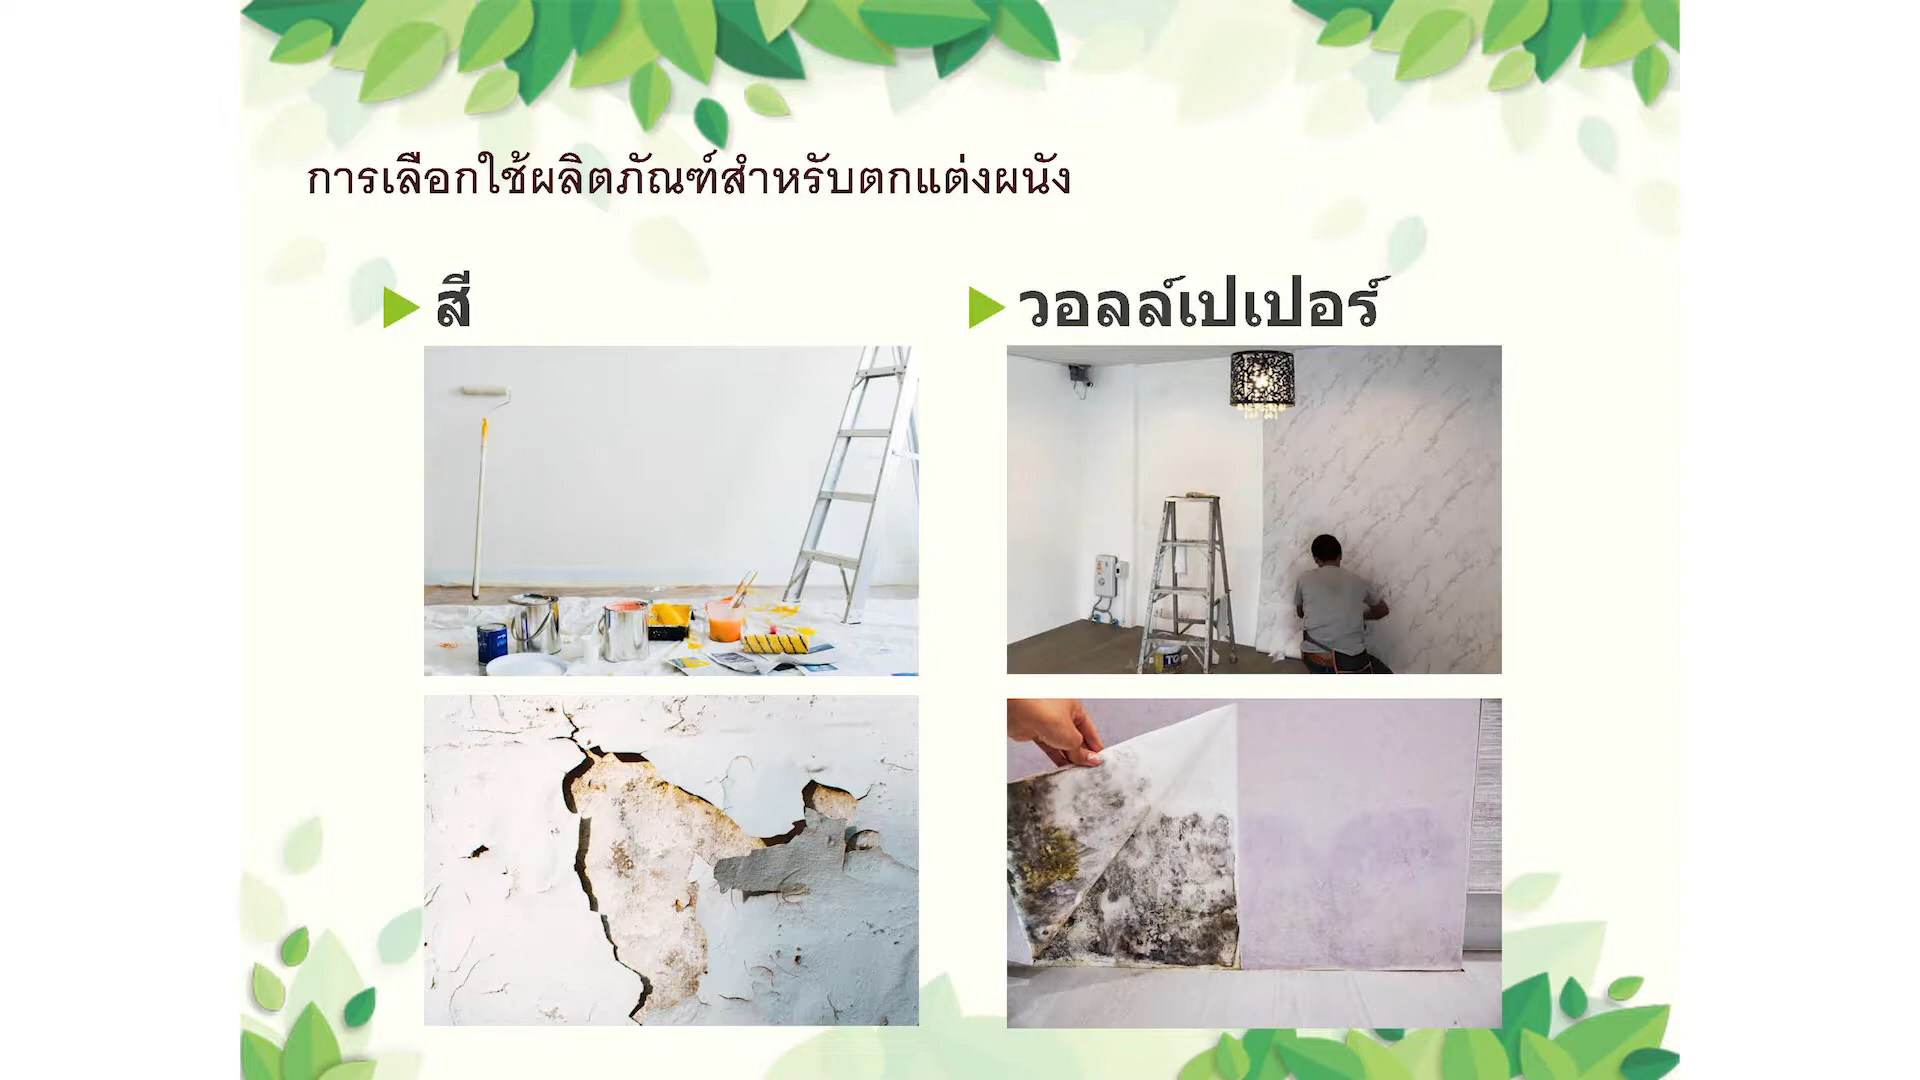 การเลือกใช้ผลิตภัณฑ์สำหรับตกแต่งผนัง
สี
วอลล์เปเปอร์